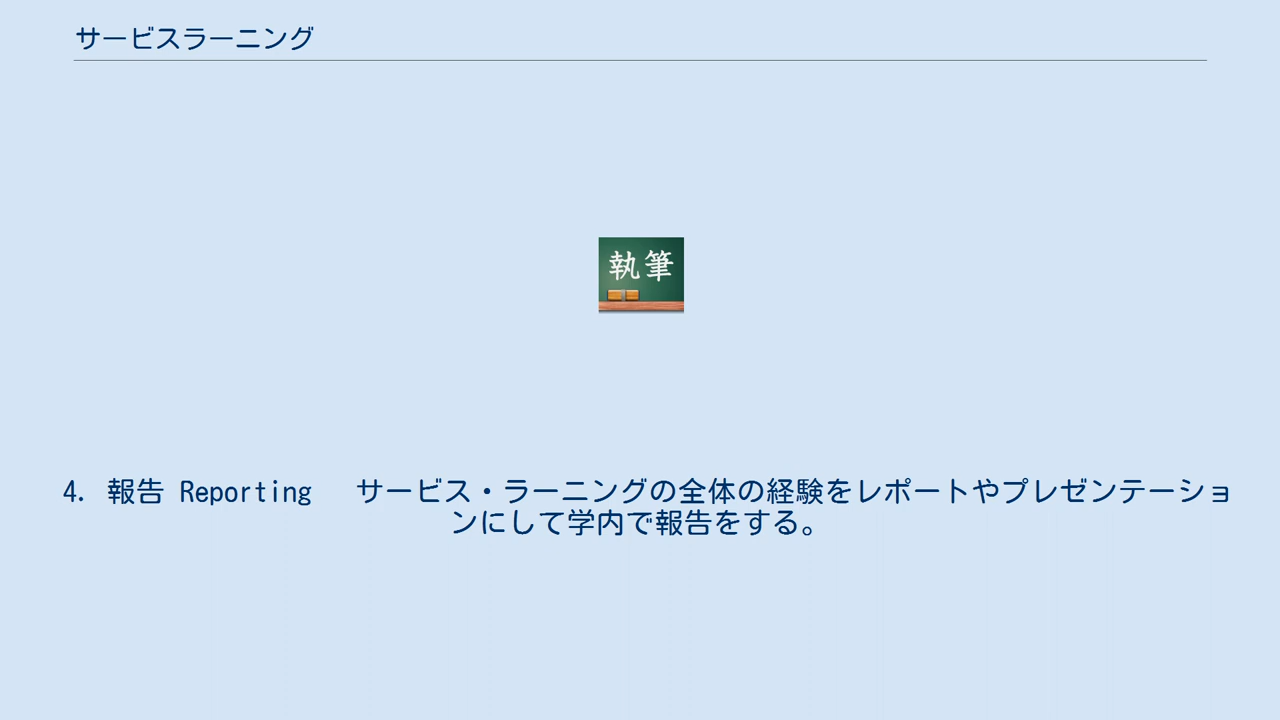 サービスラーニング
執筆
4. 報告 Reporting　サービス・ラーニングの全体の経験をレポートやプレゼンテーショ
ンにして学内で報告をする。